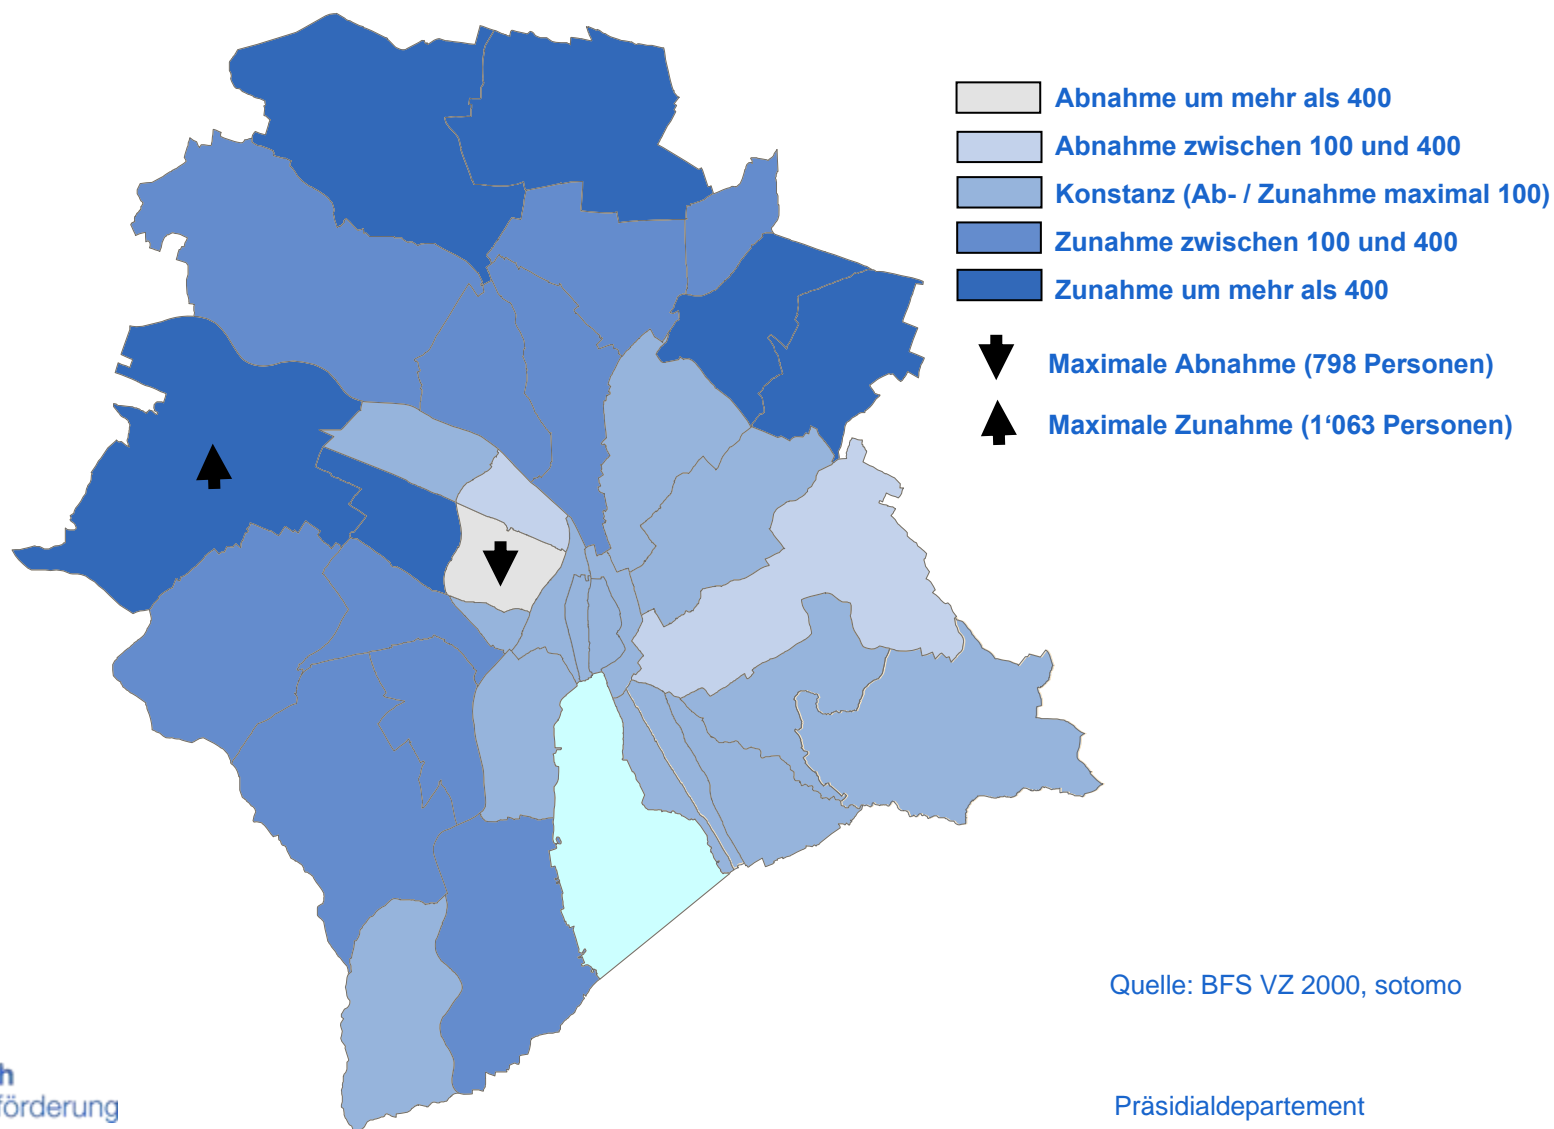 Abnahme um mehr als 400
Abnahme zwischen 100 und 400
Konstanz (Ab- / Zunahme maximal 100)
Zunahme zwischen 100 und 400
Zunahme um mehr als 400
Maximale Abnahme (798 Personen)
Maximale Zunahme (1‘063 Personen)
Quelle: BFS VZ 2000, sotomo
h
förderung
Präsidialdepartement